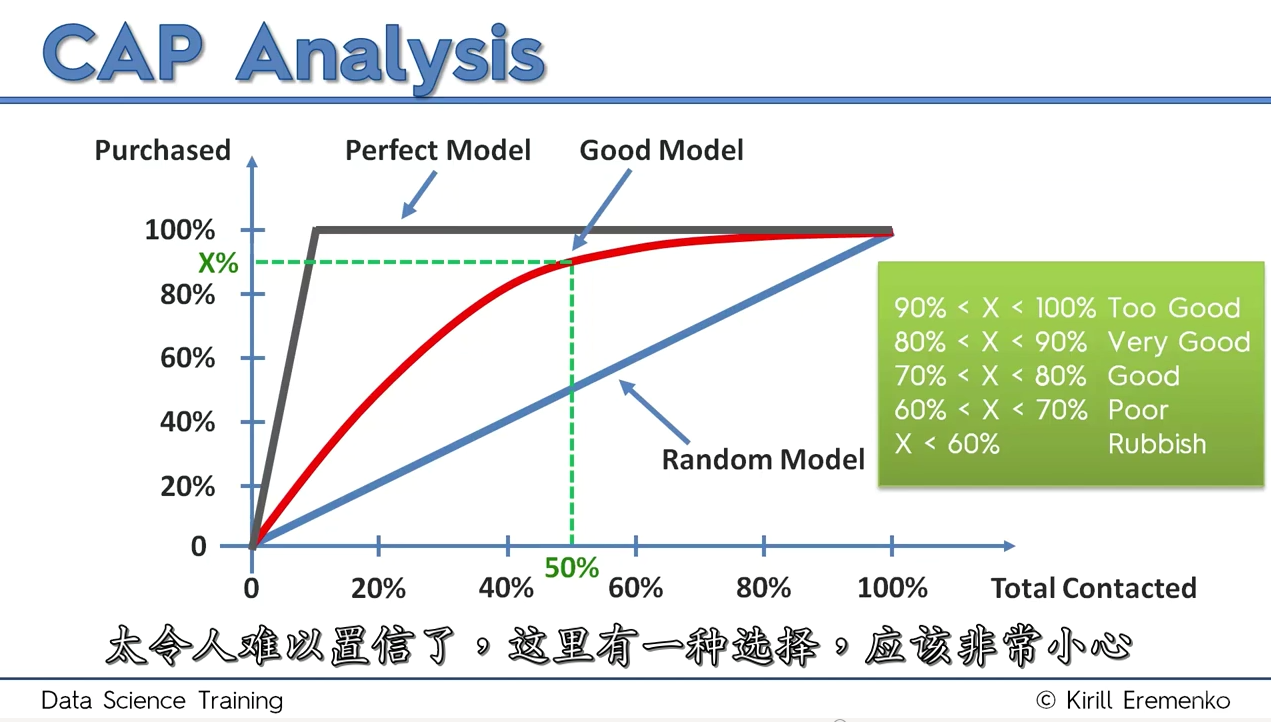 CAP Analysis
Purchased
Perfect Model
Good Model
100%
X%
80%
60%
40%
20%
0
90% < X < 100% Too Good
80% < X < 90% Very Good
70% < X < 80% Good
60% < X < 70% Poor
X < 60% Rubbish
Random Model
50%
0 20% 40% 60% 80% 100% Total Contacted
太令人难以置信了，这里有一种选择，应该非常小心
Data Science Training © Kirill Eremenko